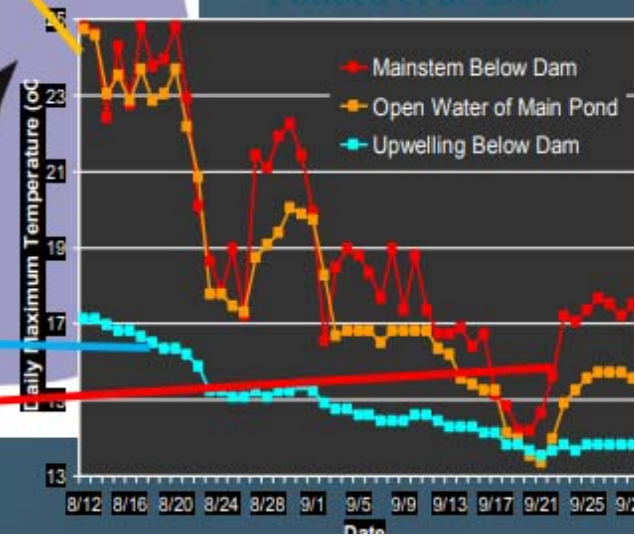 25
Mainstem Below Dam
23
Open Water of Main Pond
Upwelling Below Dam
21
19
17
13
Daily Maximum Temperature (oC
8/12 8/16 8/20 8/24 8/28 9/1 9/5 9/9 9/13 9/17 9/21 9/25
Date